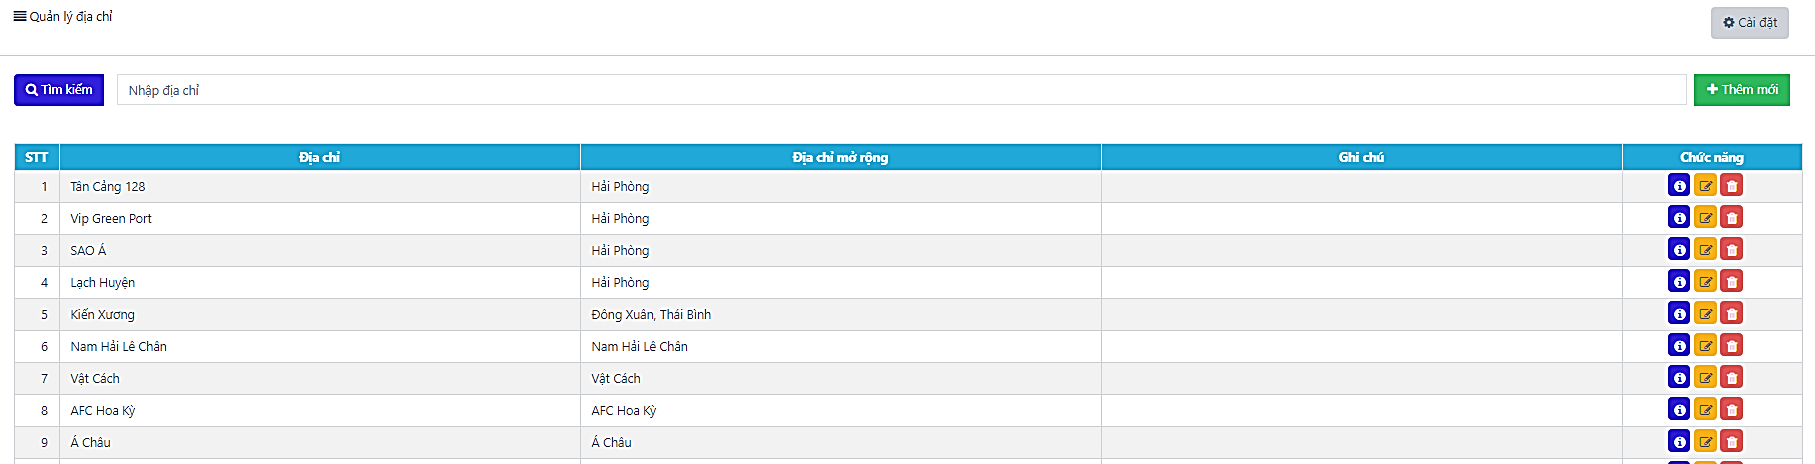 Quản lý địa chỉ
Cài đặt
Tìm kiếm Nhập địa chỉ Thêm mới
STT Địa chỉ Địa chỉ mở rộng Ghi chú Chức năng
1 Tân Cảng 128 Hải Phòng
2 Vip Green Port Hải Phòng
3 SAO Á Hải Phòng
4 Lạch Huyện Hải Phòng
5 Kiến Xương Đông Xuân, Thái Bình
6 Nam Hải Lê Chân Nam Hải Lê Chân
7 Vật Cách Vật Cách
8 AFC Hoa Kỳ AFC Hoa Kỳ
9 Á Châu Á Châu